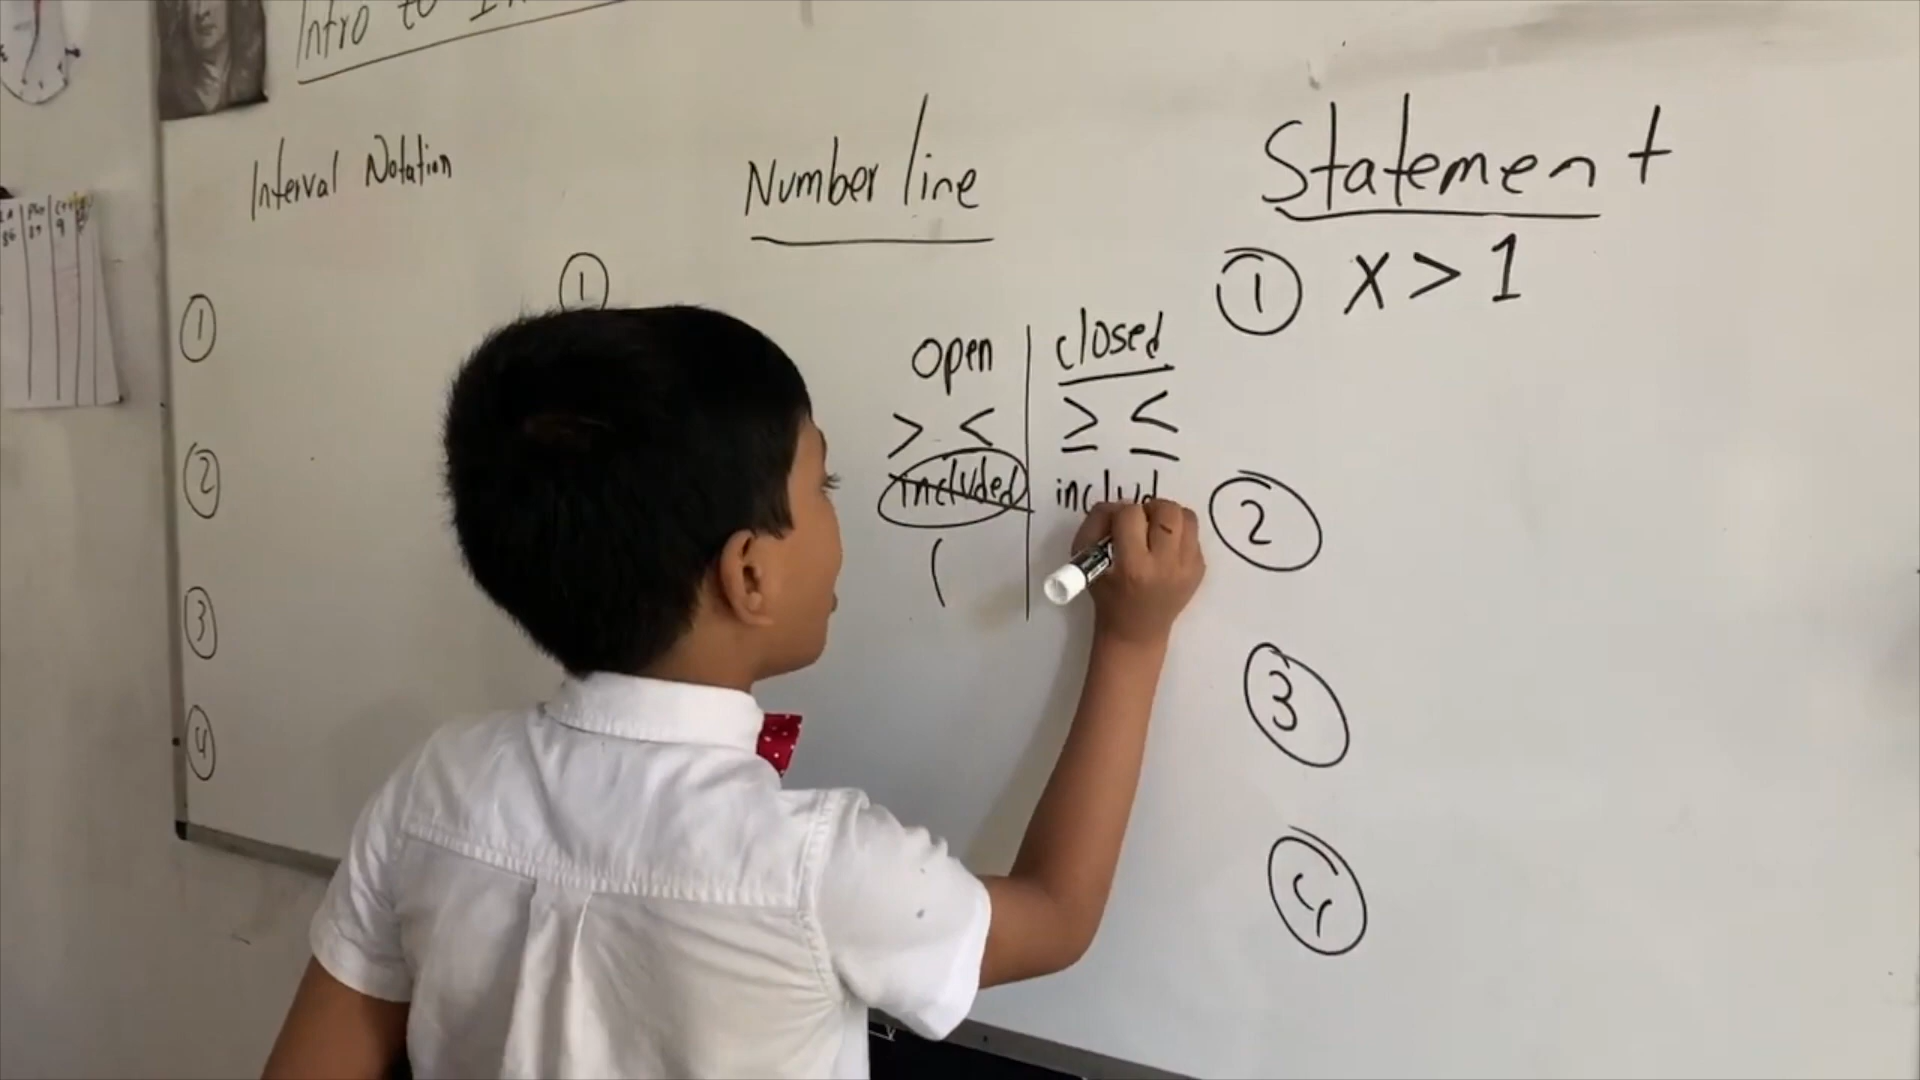 Intro to In
Interval Notation
Number line
Statement
1
2
3
4
1
open closed
> < ≥ ≤
included includ
(
1 x > 1
2
3
4